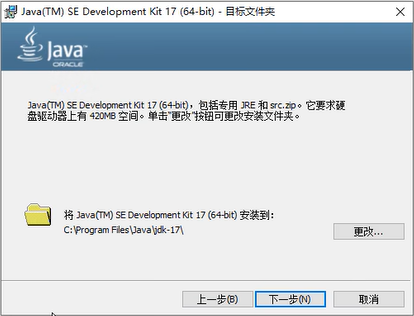 Java(TM) SE Development Kit 17 (64-bit) - 目标文件夹
Java
ORACLE
Java(TM) SE Development Kit 17 (64-bit)，包括专用 JRE 和 src.zip。它要求硬
盘驱动器上有 420MB 空间。单击“更改”按钮可更改安装文件夹。
将 Java(TM) SE Development Kit 17 (64-bit) 安装到：
C:\Program Files\Java\jdk-17\
更改...
上一步(B)
下一步(N)
取消